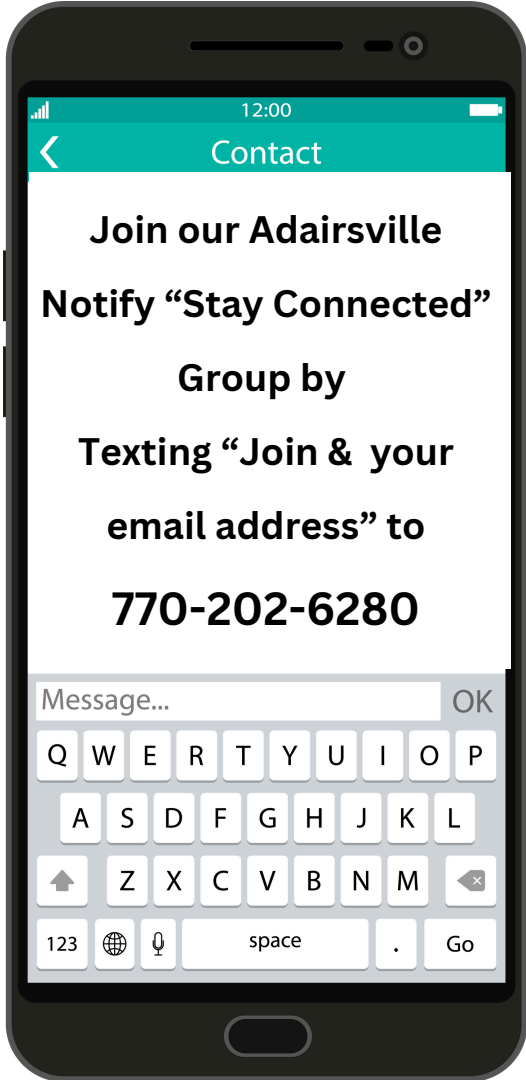 12:00
Contact
Join our Adairsville
Notify “Stay Connected”
Group by
Texting “Join &  your
email address” to
770-202-6280
Message... OK
Q W E R T Y U I O P
A S D F G H J K L
Z X C V B N M
123 space . Go